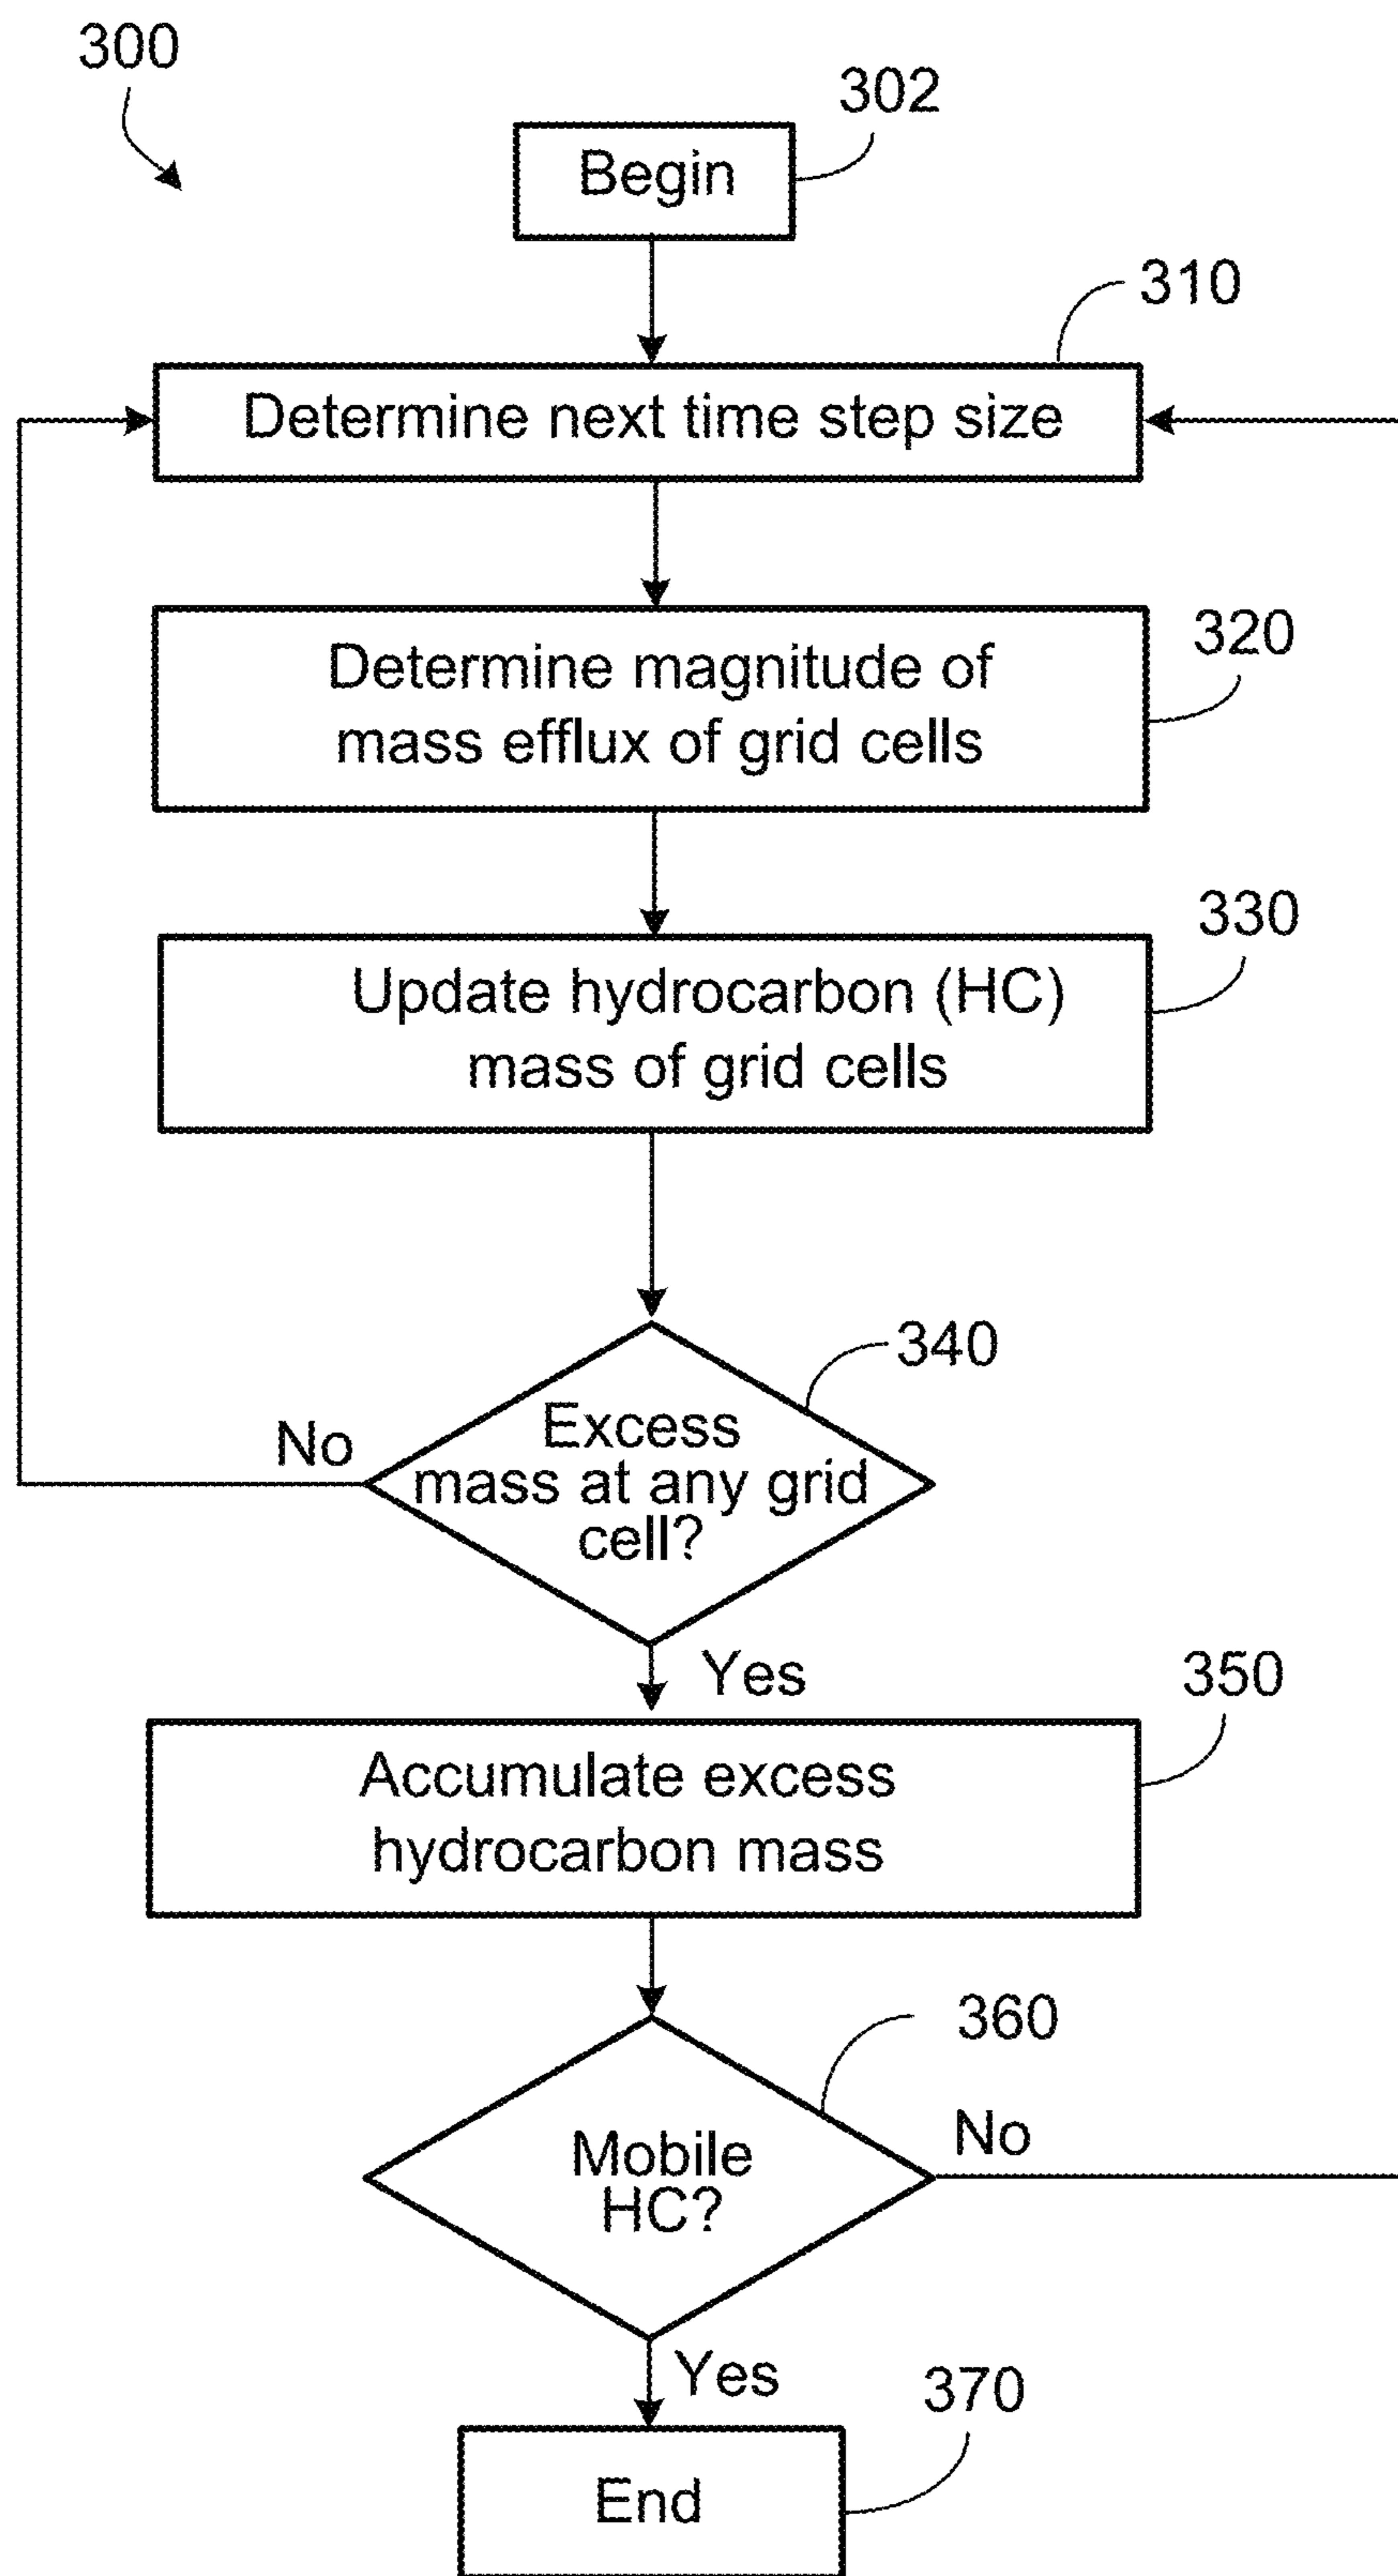 300
302
Begin
310
Determine next time step size
320
Determine magnitude of
mass efflux of grid cells
330
Update hydrocarbon (HC)
mass of grid cells
340
Excess
mass at any grid
cell?
No
Yes
350
Accumulate excess
hydrocarbon mass
360
Mobile
HC?
No
Yes
370
End